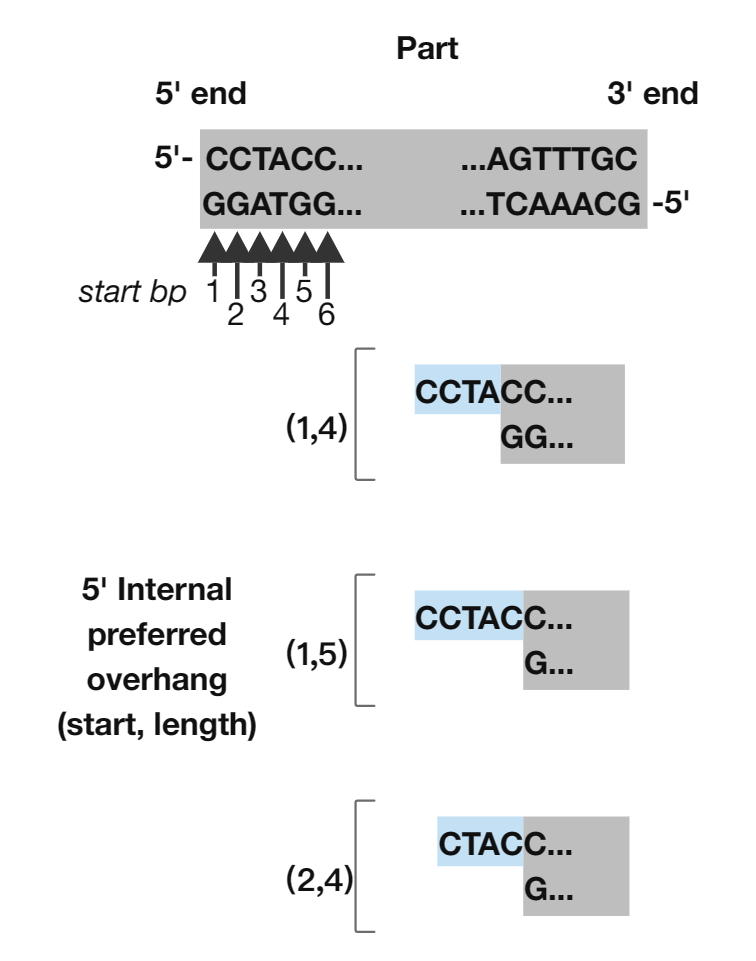 Part
5' end 3' end
5'- CCTACC... ...AGTTTGC
GGATGG... ...TCAAACG -5'
start bp 1 2 3 4 5 6
CCTACC...
(1,4)
GG...
5' Internal
preferred
overhang
(start, length)
CCTACC...
(1,5)
G...
CTACC...
(2,4)
G...